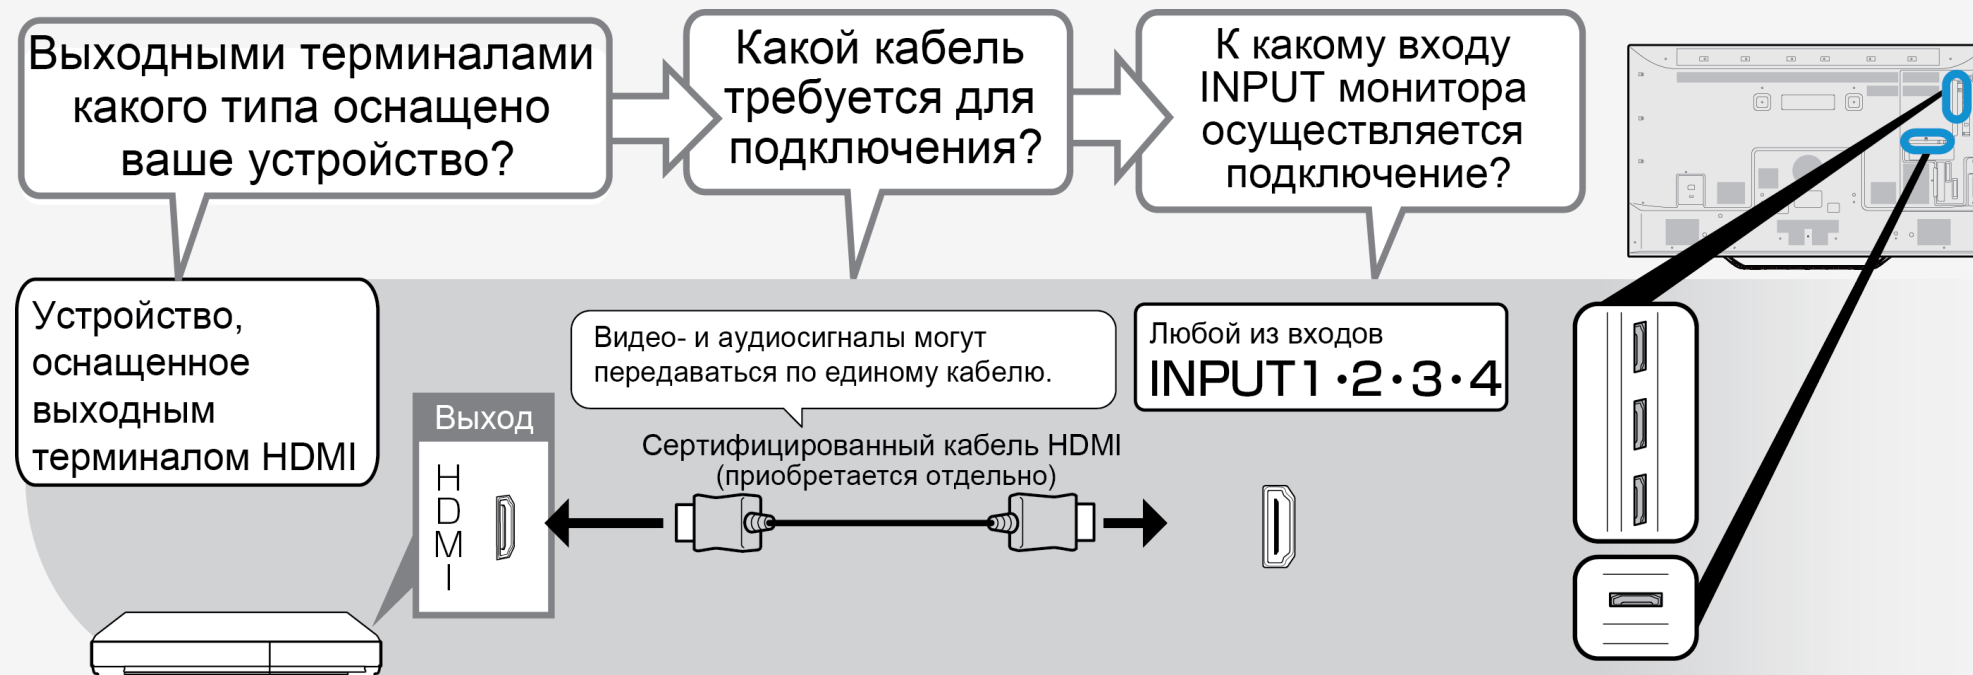 Выходными терминалами
какого типа оснащено
ваше устройство?
Какой кабель
требуется для
подключения?
К какому входу
INPUT монитора
осуществляется
подключение?
Устройство,
оснащенное
выходным
терминалом HDMI
Выход
HDMI
Видео- и аудиосигналы могут
передаваться по единому кабелю.
Сертифицированный кабель HDMI
(приобретается отдельно)
Любой из входов
INPUT1·2·3·4